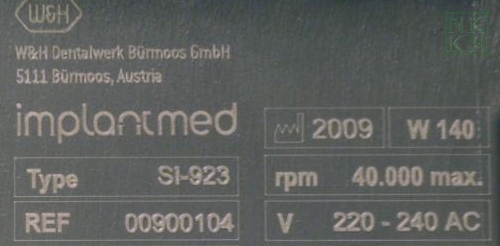 W&H
W&H Dentalwerk Bürmoos GmbH
5111 Bürmoos, Austria
implantmed
2009 W 140
Type SI-923
rpm 40.000 max.
REF 00900104
V 220 - 240 AC